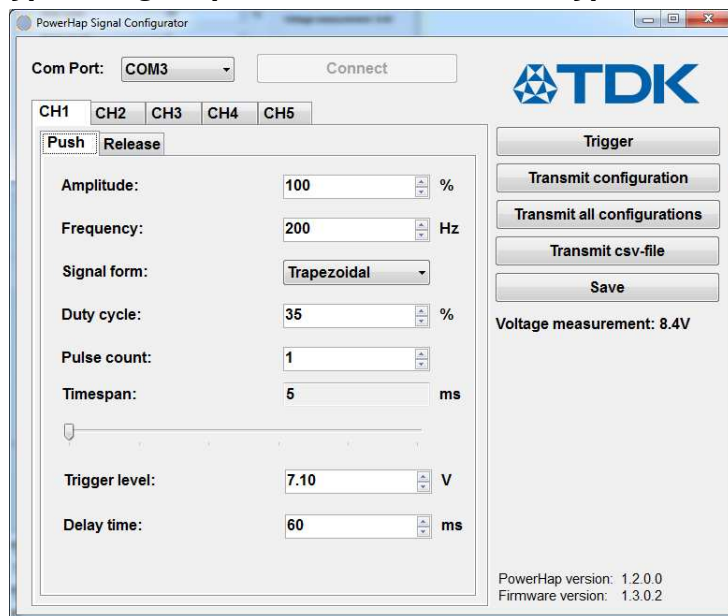 PowerHap Signal Configurator
Com Port: COM3 Connect
TDK
CH1 CH2 CH3 CH4 CH5
Push Release
Amplitude: 100 %
Frequency: 200 Hz
Signal form: Trapezoidal
Duty cycle: 35 %
Pulse count: 1
Timespan: 5 ms
Trigger level: 7.10 V
Delay time: 60 ms
Trigger
Transmit configuration
Transmit all configurations
Transmit csv-file
Save
Voltage measurement: 8.4V
PowerHap version: 1.2.0.0
Firmware version: 1.3.0.2